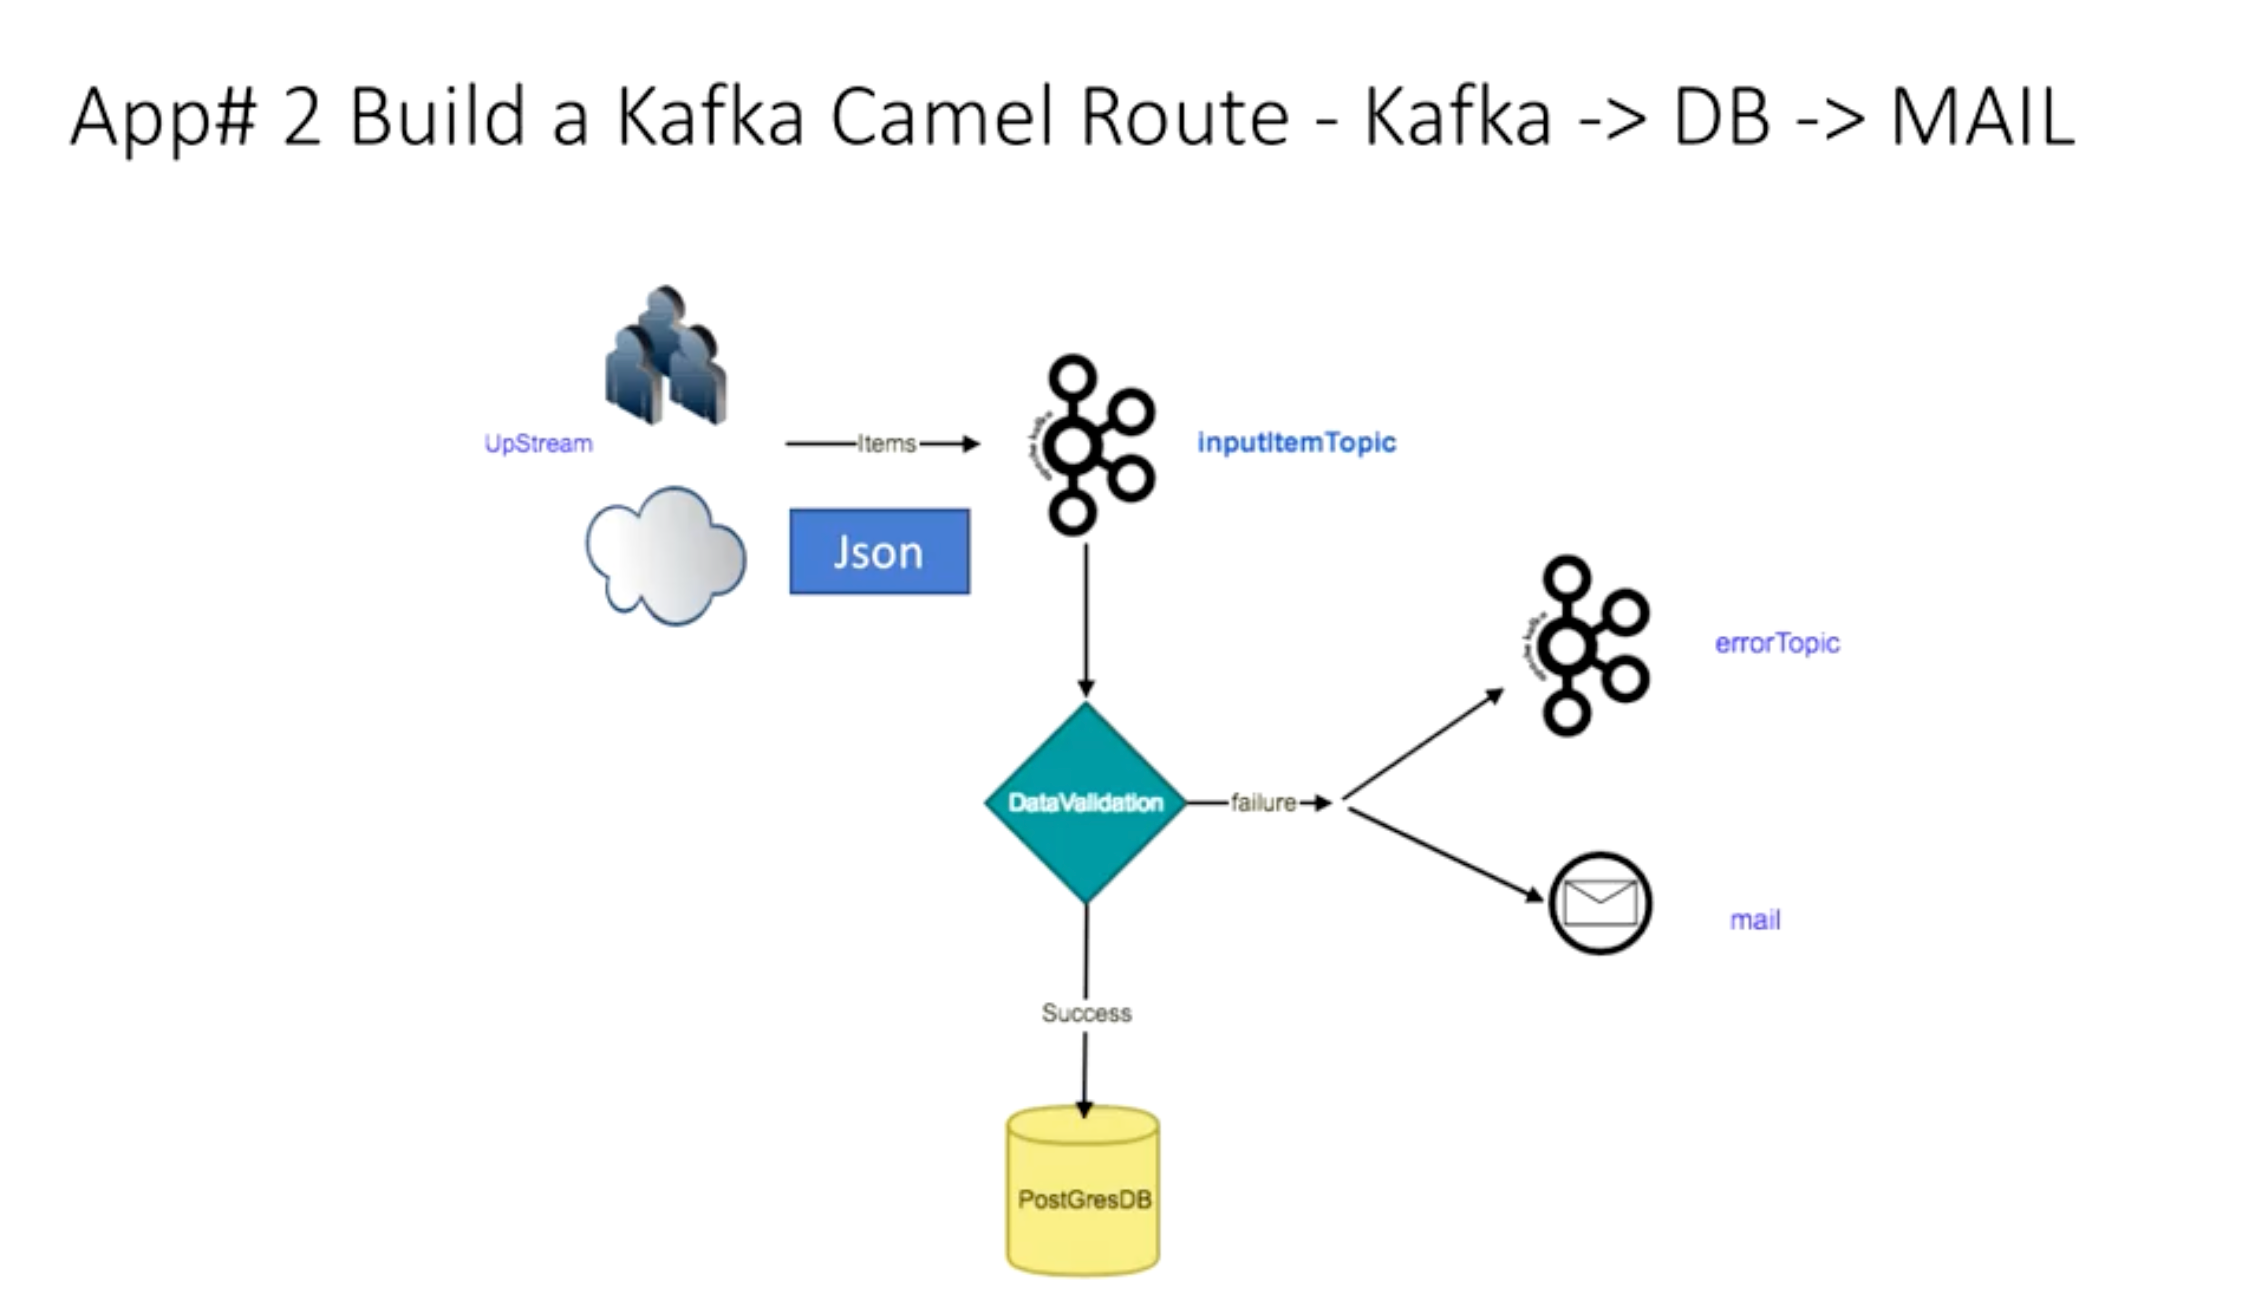 App# 2 Build a Kafka Camel Route - Kafka -> DB -> MAIL
UpStream
Items
inputItemTopic
Json
errorTopic
DataValidation
failure
mail
Success
PostGresDB